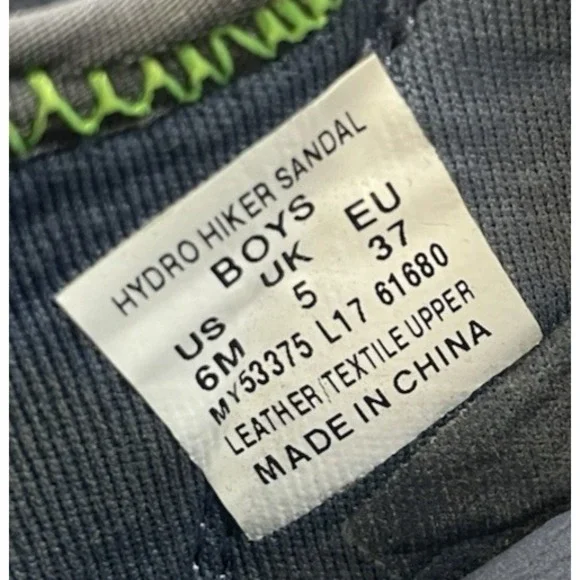 HYDRO HIKER SANDAL
BOYS
US UK EU
6M 5 37
MY53375 L17 61680
LEATHER/TEXTILE UPPER
MADE IN CHINA